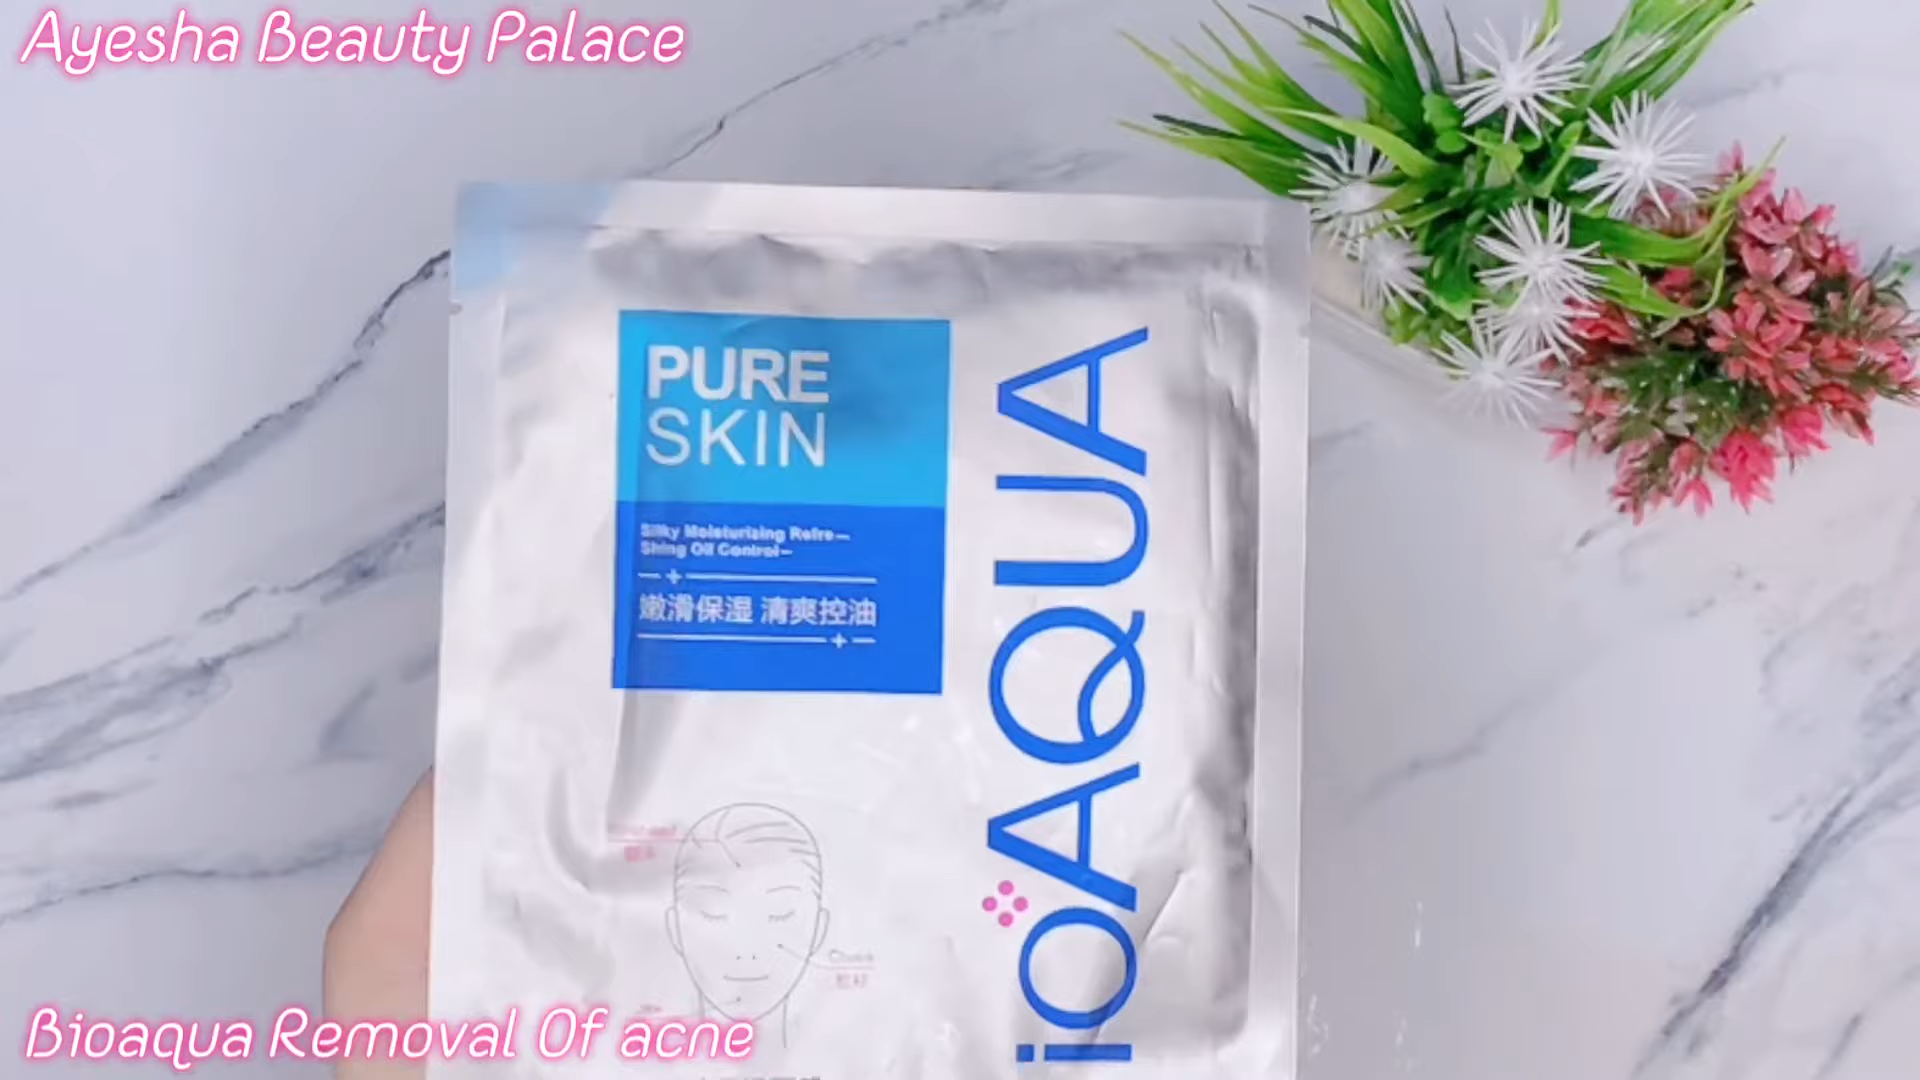 Ayesha Beauty Palace
PURE
SKIN
Silky Moisturizing Refre-
Shing Oil Control-
嫩滑保湿 清爽控油
ioAQUA
Bioaqua Removal Of acne